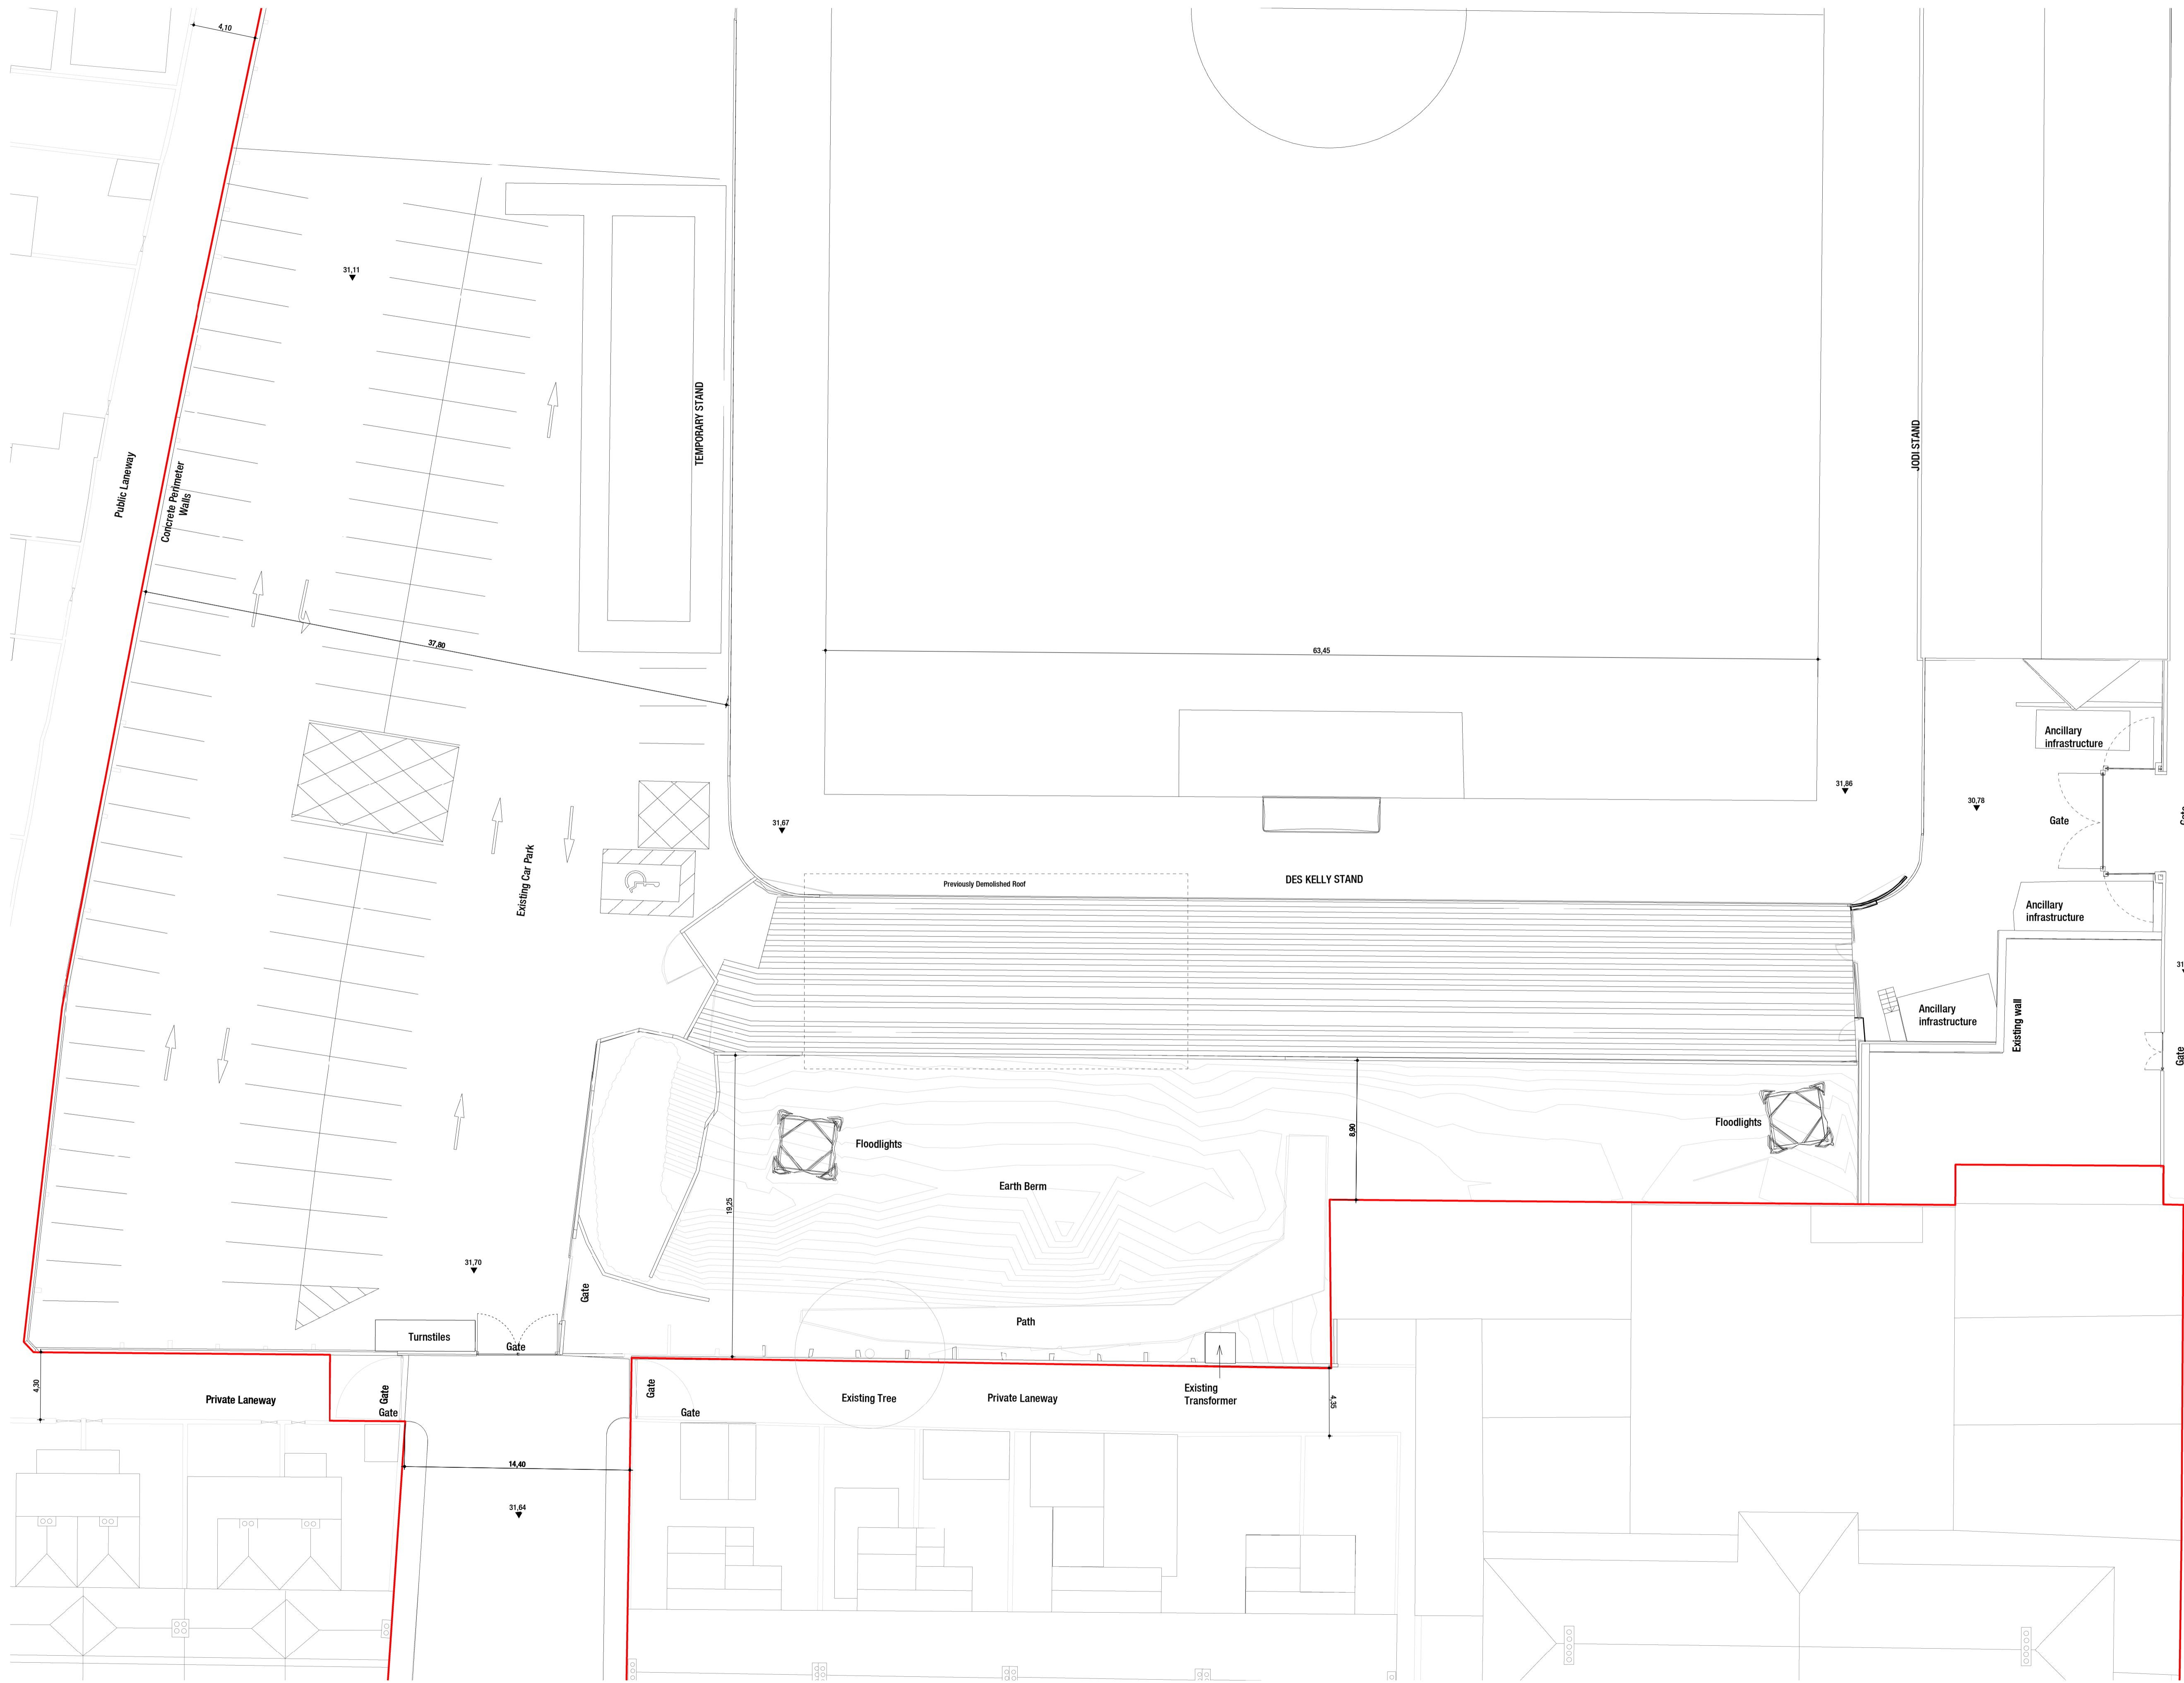 4,10
31,11
TEMPORARY STAND
JODI STAND
Public Laneway
Concrete Perimeter
Walls
37,80
63,45
Ancillary
infrastructure
31,86
30,78
31,67
Gate
Gate
Existing Car Park
Previously Demolished Roof
DES KELLY STAND
Ancillary
infrastructure
31
Ancillary
infrastructure
Existing wall
Gate
Floodlights
Floodlights
8,90
Earth Berm
19,25
31,70
Gate
Path
Turnstiles
Gate
4,30
Private Laneway
Gate
Gate
Gate
Gate
Existing Tree
Private Laneway
Existing
Transformer
4,35
14,40
31,64